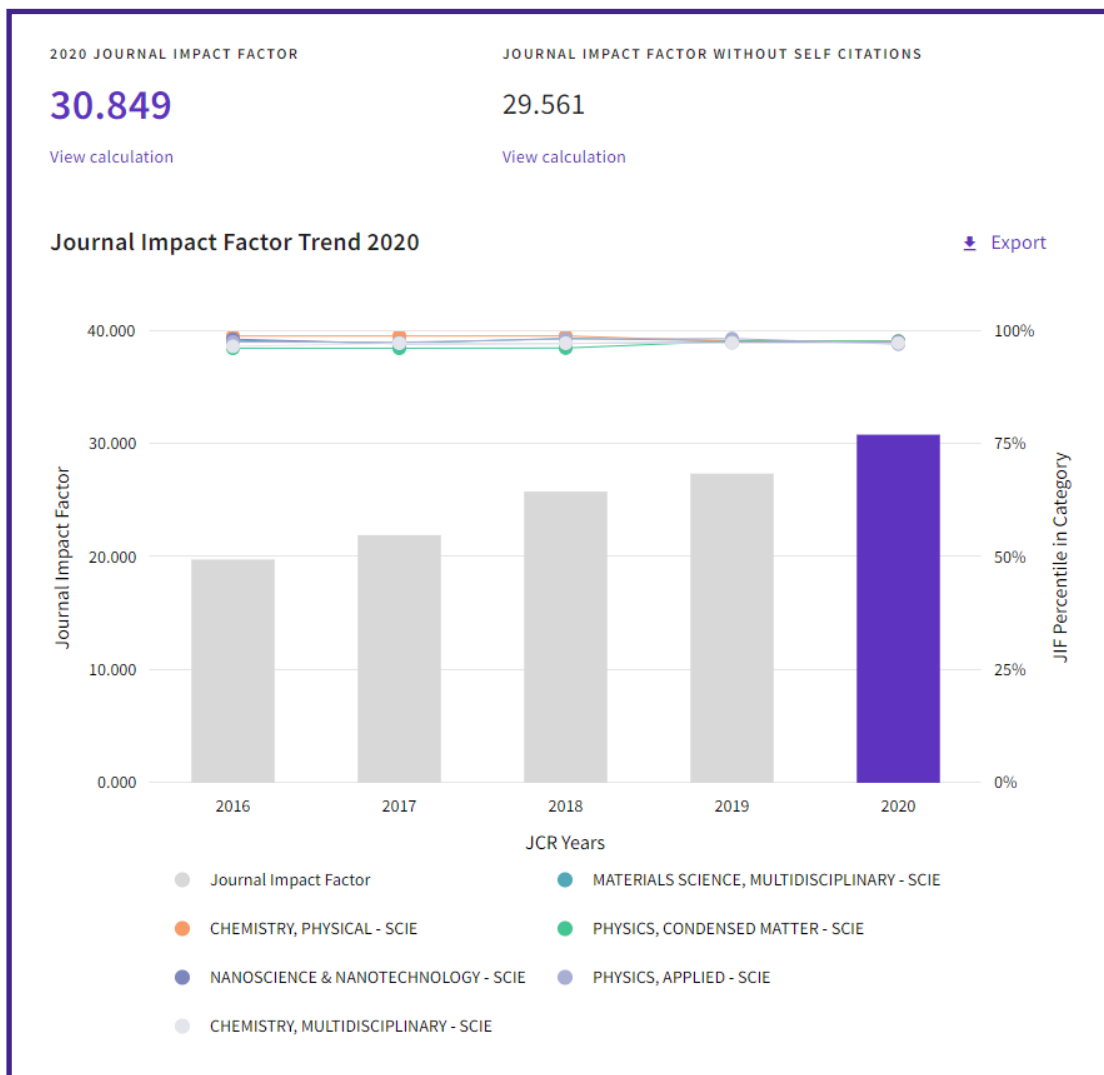 2020 JOURNAL IMPACT FACTOR
30.849
View calculation
JOURNAL IMPACT FACTOR WITHOUT SELF CITATIONS
29.561
View calculation
Journal Impact Factor Trend 2020
Export
40.000
30.000
20.000
10.000
0.000
Journal Impact Factor
100%
75%
50%
25%
0%
JIF Percentile in Category
2016
2017
2018
2019
2020
JCR Years
Journal Impact Factor
MATERIALS SCIENCE, MULTIDISCIPLINARY - SCIE
CHEMISTRY, PHYSICAL - SCIE
PHYSICS, CONDENSED MATTER - SCIE
NANOSCIENCE & NANOTECHNOLOGY - SCIE
PHYSICS, APPLIED - SCIE
CHEMISTRY, MULTIDISCIPLINARY - SCIE